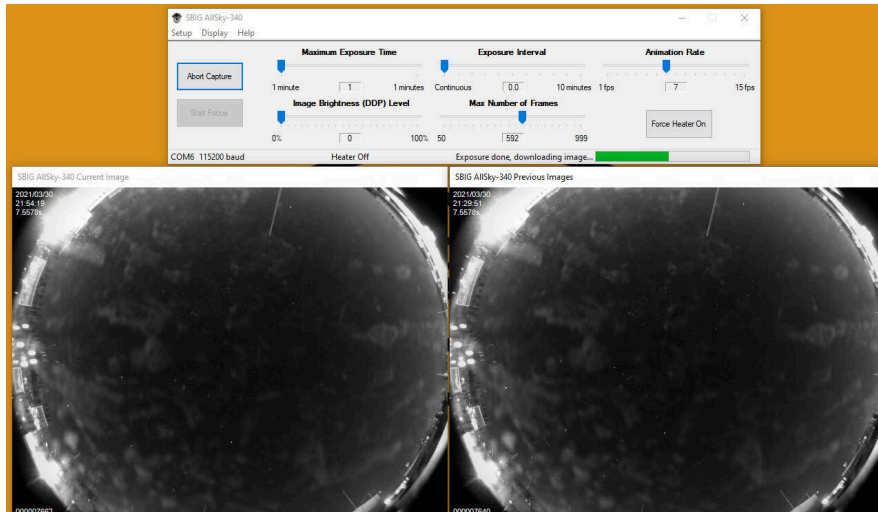 SBIG AllSky-340
Setup Display Help
Maximum Exposure Time
Exposure Interval
Animation Rate
Abort Capture
1 minute 1 1 minutes
Continuous 0.0 10 minutes
1 fps 7 15 fps
Start Focus
Image Brightness (DDP) Level
Max Number of Frames
Force Heater On
0% 0 100%
50 592 999
COM6 115200 baud
Heater Off
Exposure done, downloading image...
SBIG AllSky-340 Current Image
SBIG AllSky-340 Previous Images
2021/03/30
21:54:19
7.5578s
2021/03/30
21:29:51
7.5578s
000007662
000007640